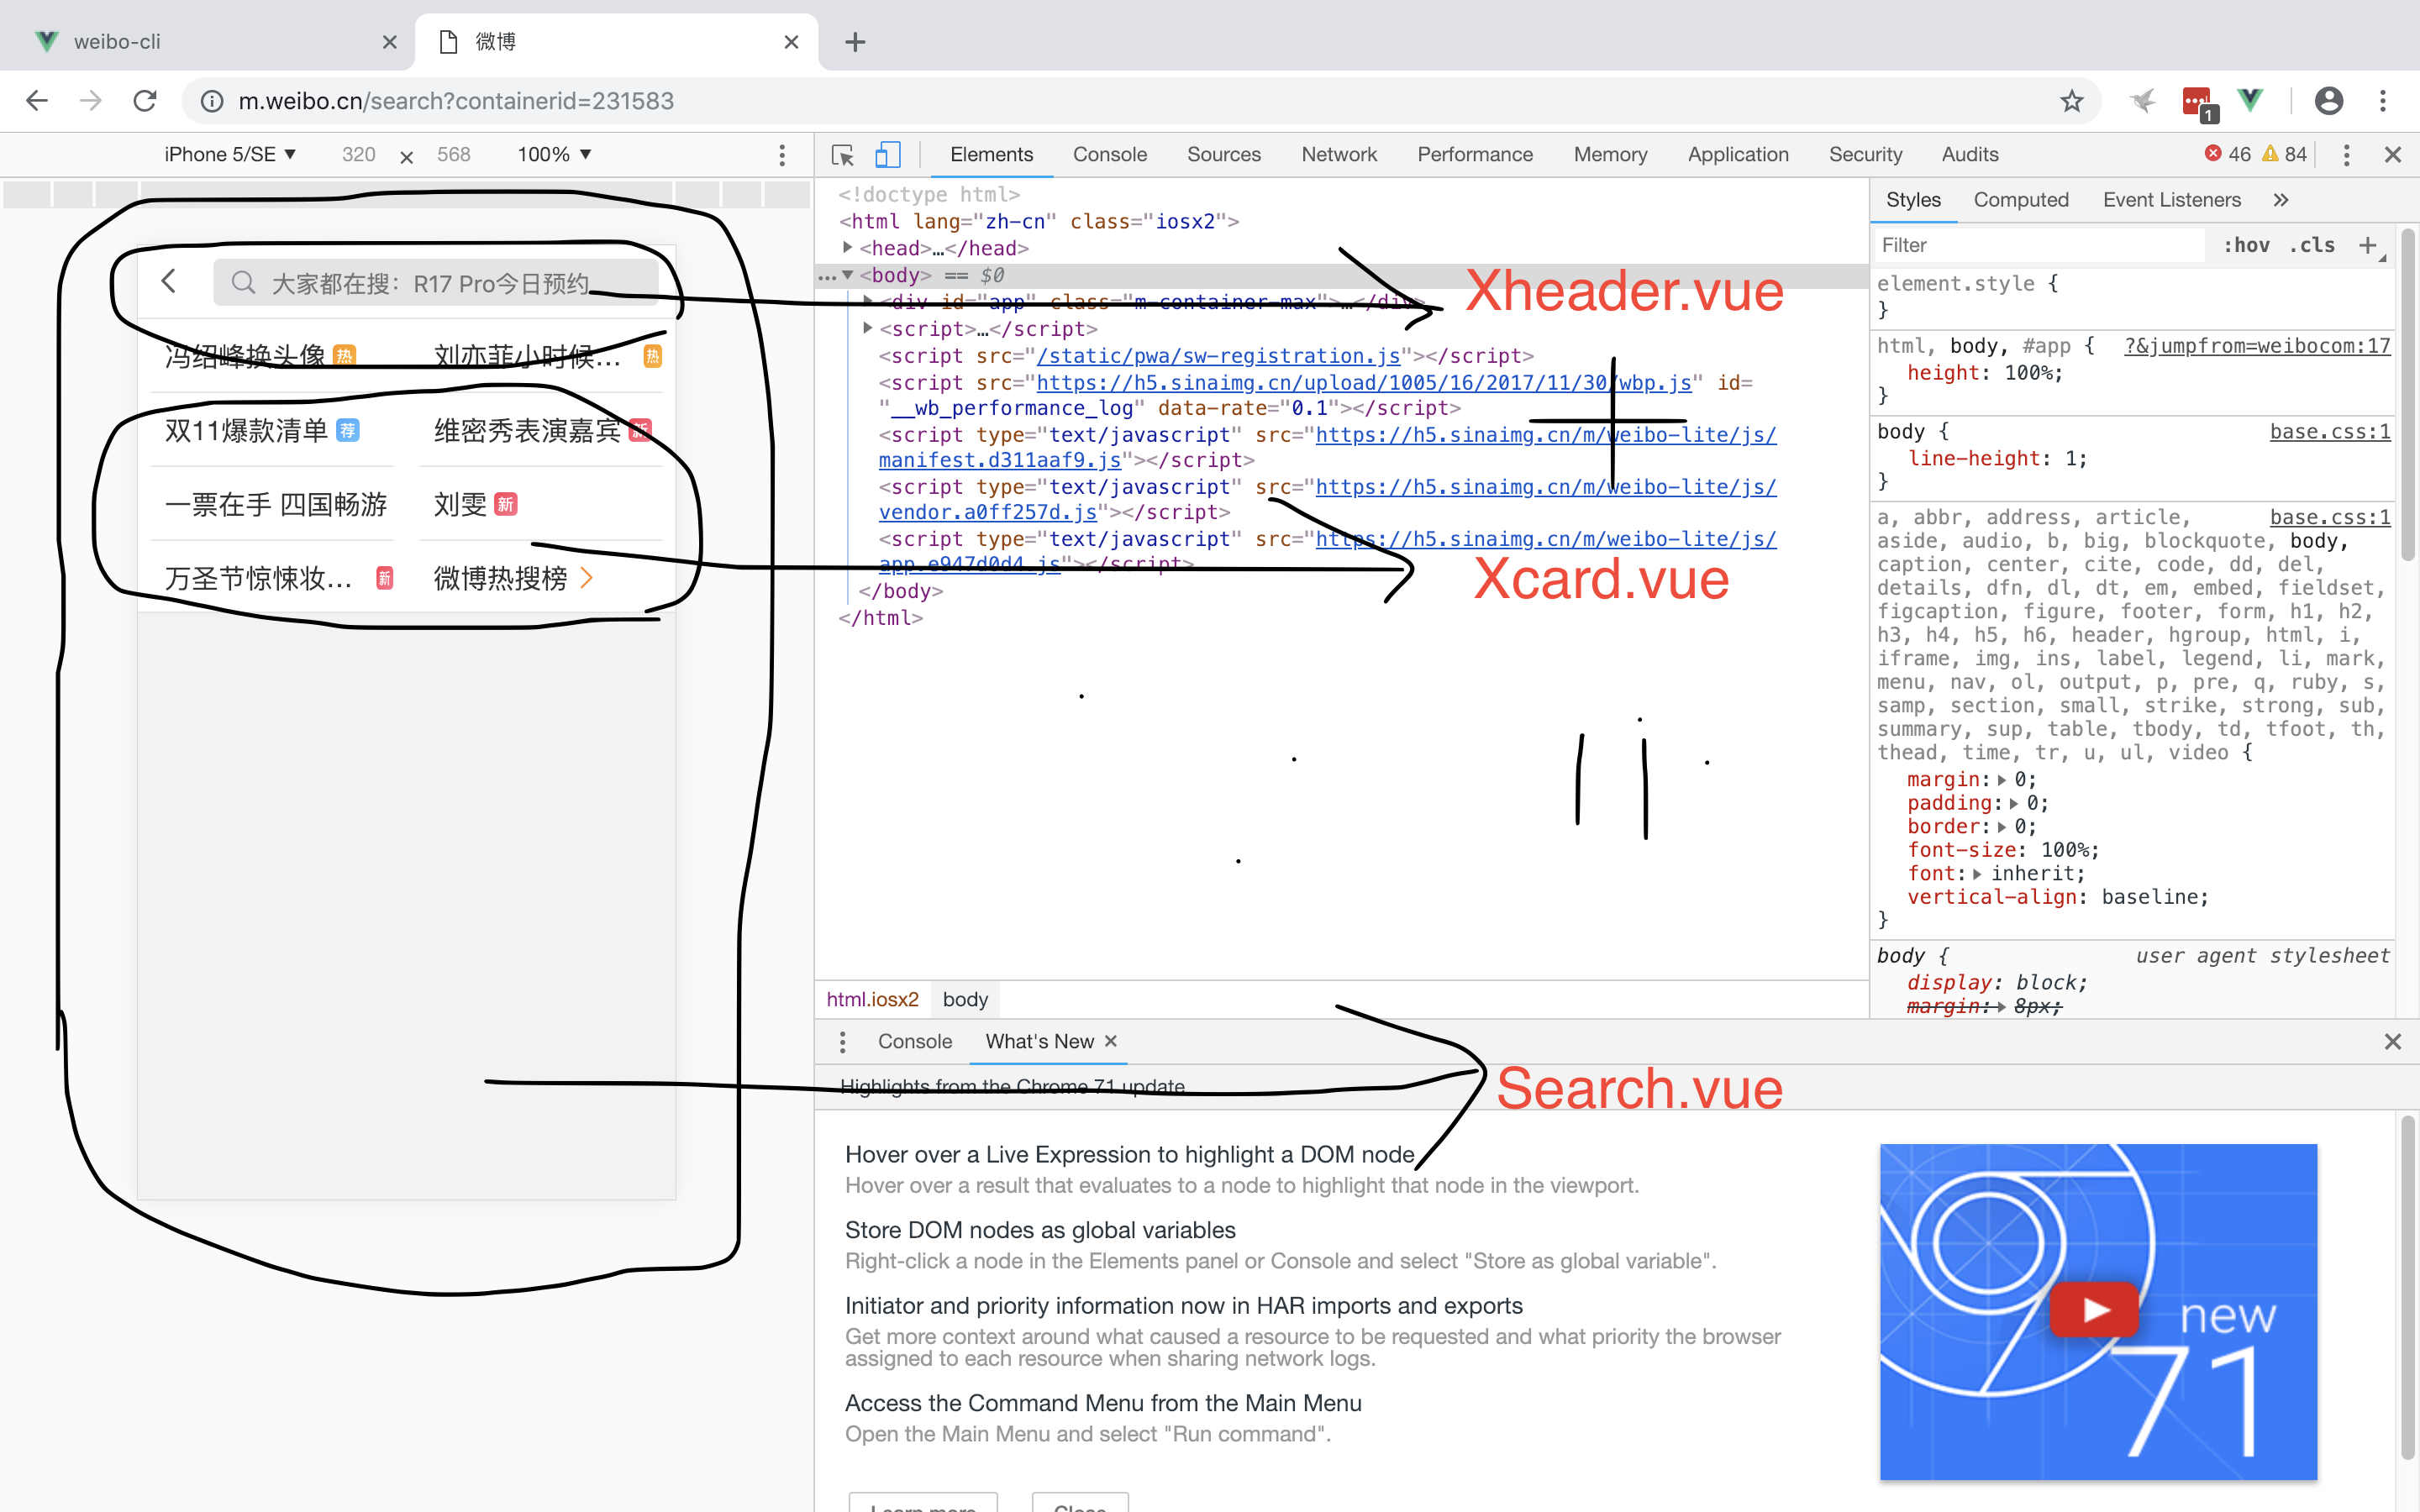 weibo-cli
微博
m.weibo.cn/search?containerid=231583
1
iPhone 5/SE ▼ 320 × 568 100% ▼
Elements Console Sources Network Performance Memory Application Security Audits 46 84
大家都在搜：R17 Pro今日预约
冯绍峰换头像 热 刘亦菲小时候... 热
双11爆款清单 荐 维密秀表演嘉宾 新
一票在手 四国畅游 刘雯 新
万圣节惊悚妆... 新 微博热搜榜
<!doctype html>
<html lang="zh-cn" class="iosx2">
<head>…</head>
… <body> == $0
<div id="app" class="m-container-max">…</div>
<script>…</script>
<script src="/static/pwa/sw-registration.js"></script>
<script src="https://h5.sinaimg.cn/upload/1005/16/2017/11/30/wbp.js" id=
"__wb_performance_log" data-rate="0.1"></script>
<script type="text/javascript" src="https://h5.sinaimg.cn/m/weibo-lite/js/
manifest.d311aaf9.js"></script>
<script type="text/javascript" src="https://h5.sinaimg.cn/m/weibo-lite/js/
vendor.a0ff257d.js"></script>
<script type="text/javascript" src="https://h5.sinaimg.cn/m/weibo-lite/js/
app.e947d0d4.js"></script>
</body>
</html>
Xheader.vue
Xcard.vue
Search.vue
html.iosx2 body
Styles Computed Event Listeners »
Filter :hov .cls +
element.style {
}
html, body, #app { ?&jumpfrom=weibocom:17
height: 100%;
}
body { base.css:1
line-height: 1;
}
a, abbr, address, article, base.css:1
aside, audio, b, big, blockquote, body,
caption, center, cite, code, dd, del,
details, dfn, dl, dt, em, embed, fieldset,
figcaption, figure, footer, form, h1, h2,
h3, h4, h5, h6, header, hgroup, html, i,
iframe, img, ins, label, legend, li, mark,
menu, nav, ol, output, p, pre, q, ruby, s,
samp, section, small, strike, strong, sub,
summary, sup, table, tbody, td, tfoot, th,
thead, time, tr, u, ul, video {
margin: 0;
padding: 0;
border: 0;
font-size: 100%;
font: inherit;
vertical-align: baseline;
}
body { user agent stylesheet
display: block;
margin: 8px;
Console What's New ×
Highlights from the Chrome 71 update
Hover over a Live Expression to highlight a DOM node
Hover over a result that evaluates to a node to highlight that node in the viewport.
Store DOM nodes as global variables
Right-click a node in the Elements panel or Console and select "Store as global variable".
Initiator and priority information now in HAR imports and exports
Get more context around what caused a resource to be requested and what priority the browser
assigned to each resource when sharing network logs.
Access the Command Menu from the Main Menu
Open the Main Menu and select "Run command".
Learn more Close
new
71